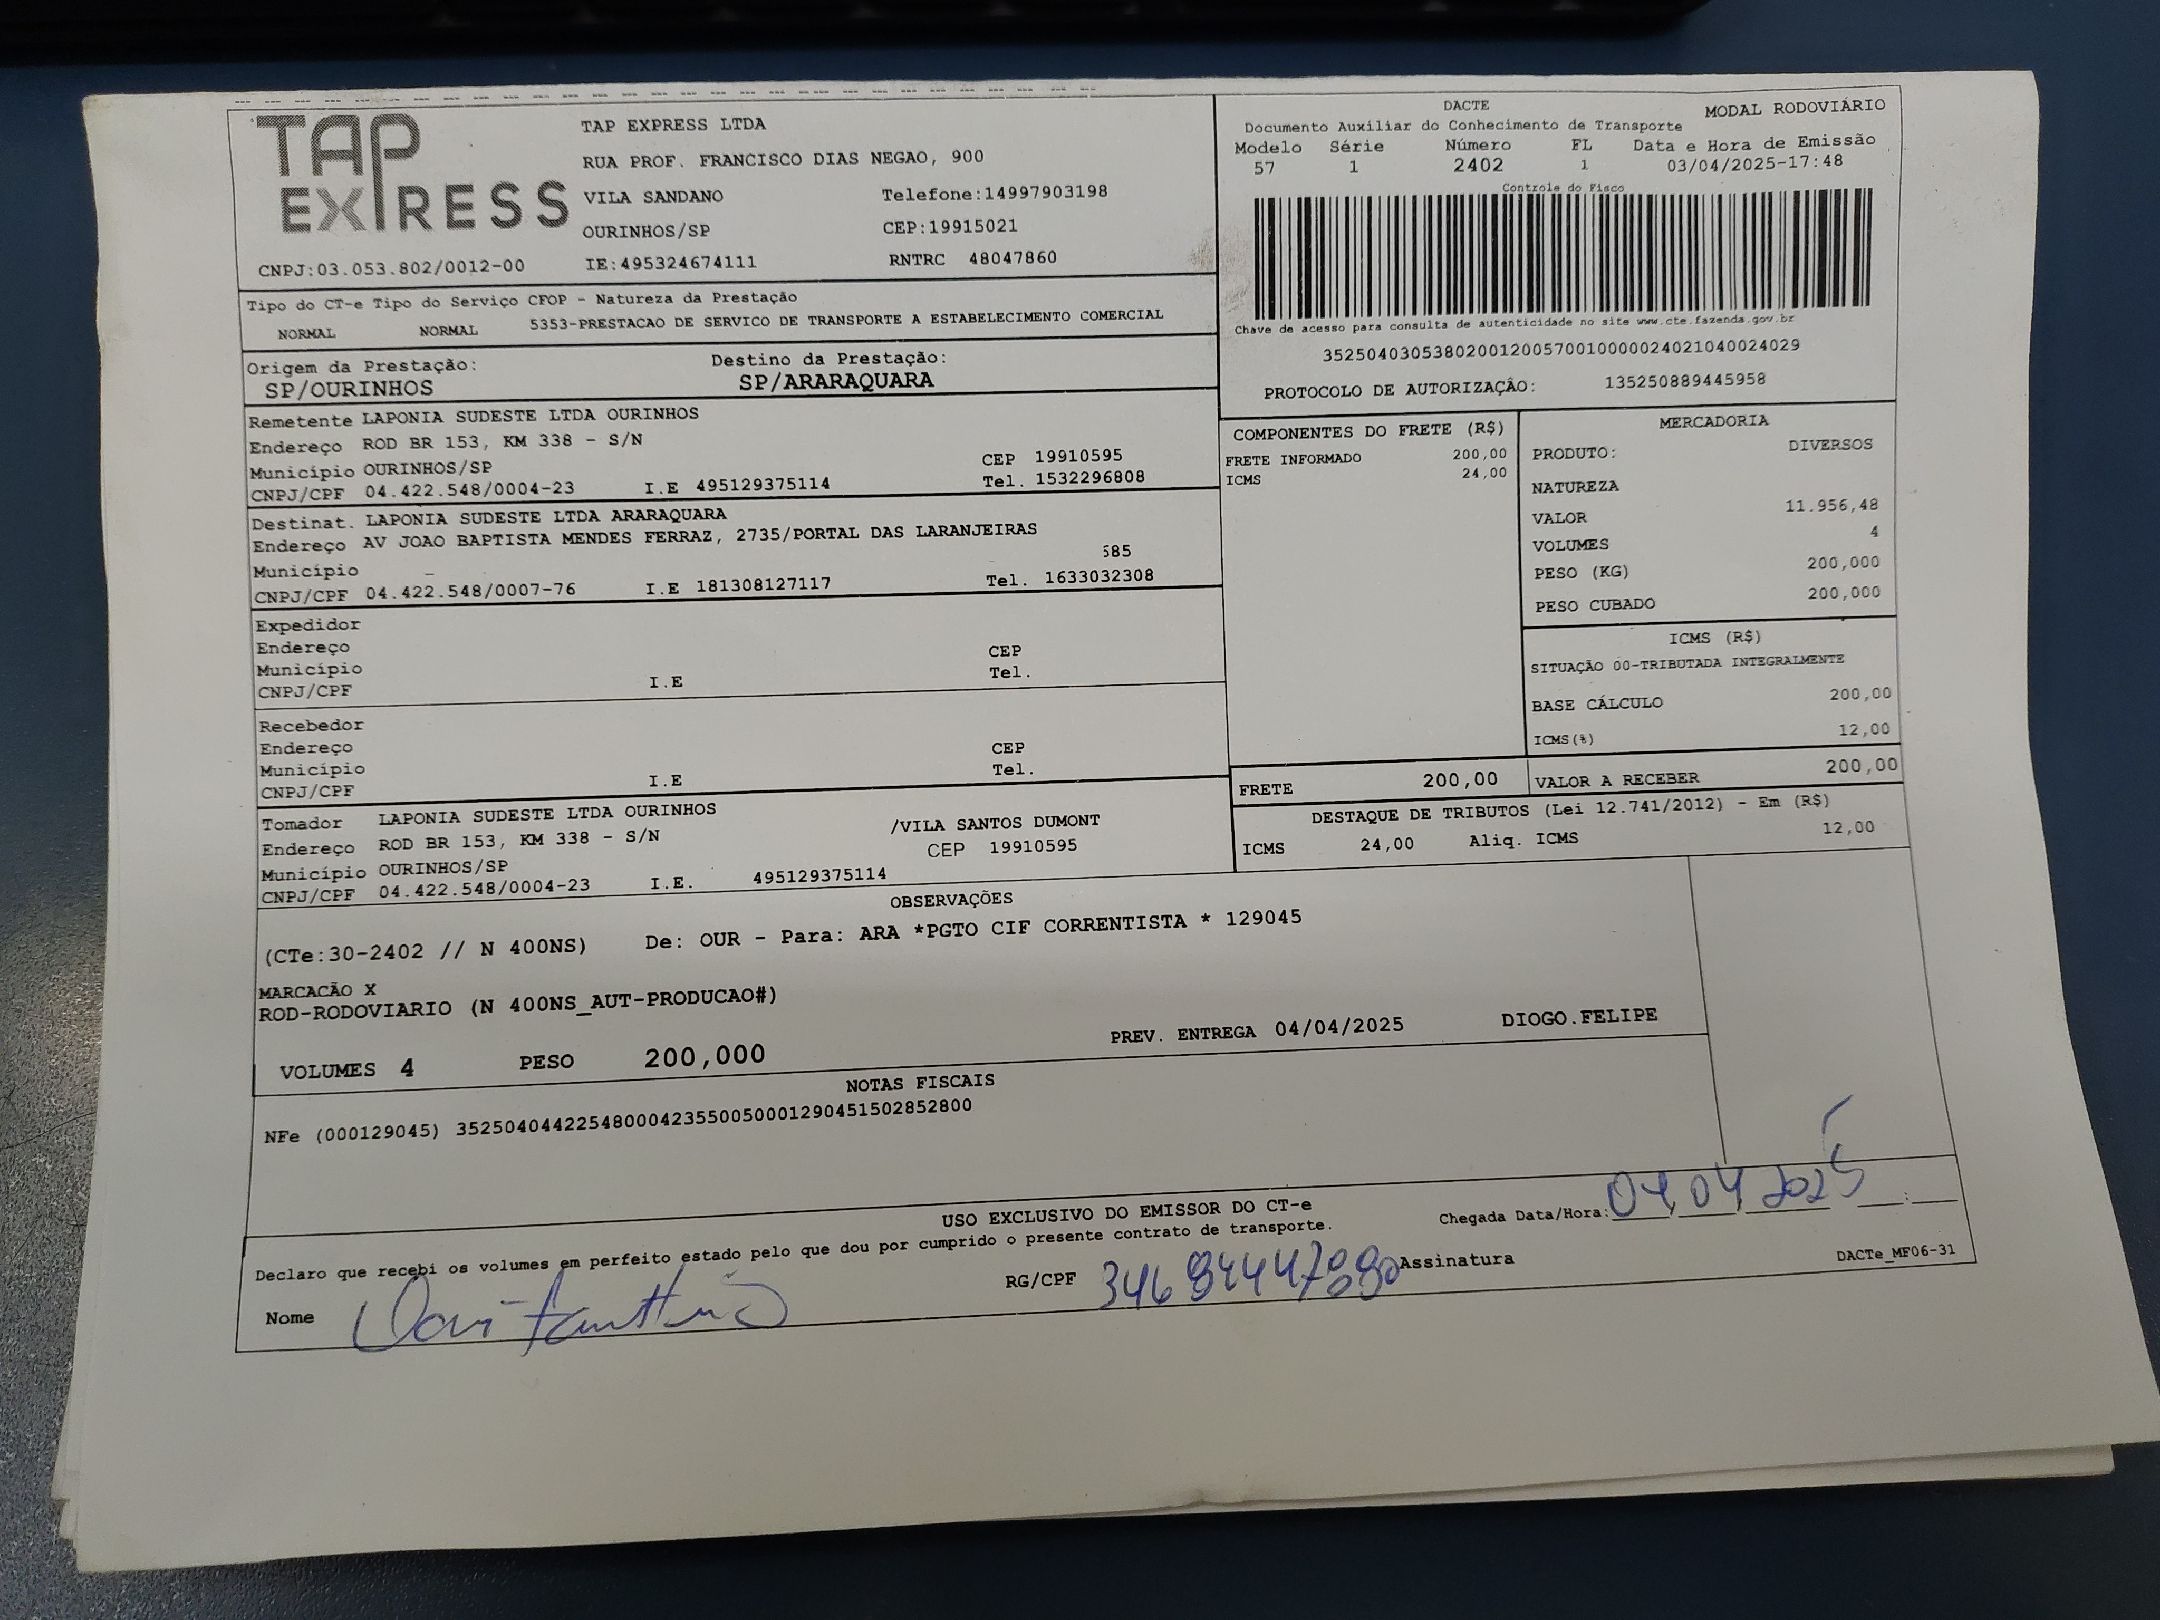 TAP EXPRESS
TAP EXPRESS LTDA
RUA PROF. FRANCISCO DIAS NEGAO, 900
VILA SANDANO Telefone:14997903198
OURINHOS/SP CEP:19915021
CNPJ:03.053.802/0012-00 IE:495324674111 RNTRC 48047860
DACTE MODAL RODOVIÁRIO
Documento Auxiliar do Conhecimento de Transporte
Modelo Série Número FL Data e Hora de Emissão
57 1 2402 1 03/04/2025-17:48
Controle do Fisco
Chave de acesso para consulta de autenticidade no site www.cte.fazenda.gov.br
35250403053802001200570010000024021040024029
PROTOCOLO DE AUTORIZAÇÃO: 135250889445958
Tipo do CT-e Tipo do Serviço CFOP - Natureza da Prestação
NORMAL NORMAL 5353-PRESTACAO DE SERVICO DE TRANSPORTE A ESTABELECIMENTO COMERCIAL
Origem da Prestação: Destino da Prestação:
SP/OURINHOS SP/ARARAQUARA
Remetente LAPONIA SUDESTE LTDA OURINHOS
Endereço ROD BR 153, KM 338 - S/N
Município OURINHOS/SP CEP 19910595
CNPJ/CPF 04.422.548/0004-23 I.E 495129375114 Tel. 1532296808
Destinat. LAPONIA SUDESTE LTDA ARARAQUARA
Endereço AV JOAO BAPTISTA MENDES FERRAZ, 2735/PORTAL DAS LARANJEIRAS
Município 585
CNPJ/CPF 04.422.548/0007-76 I.E 181308127117 Tel. 1633032308
Expedidor
Endereço CEP
Município Tel.
CNPJ/CPF I.E
Recebedor
Endereço CEP
Município Tel.
CNPJ/CPF I.E
Tomador LAPONIA SUDESTE LTDA OURINHOS
Endereço ROD BR 153, KM 338 - S/N /VILA SANTOS DUMONT
Município OURINHOS/SP CEP 19910595
CNPJ/CPF 04.422.548/0004-23 I.E. 495129375114
COMPONENTES DO FRETE (R$)
FRETE INFORMADO 200,00
ICMS 24,00
MERCADORIA
PRODUTO: DIVERSOS
NATUREZA
VALOR 11.956,48
VOLUMES 4
PESO (KG) 200,000
PESO CUBADO 200,000
ICMS (R$)
SITUAÇÃO 00-TRIBUTADA INTEGRALMENTE
BASE CÁLCULO 200,00
ICMS(%) 12,00
FRETE 200,00 VALOR A RECEBER 200,00
DESTAQUE DE TRIBUTOS (Lei 12.741/2012) - Em (R$)
ICMS 24,00 Aliq. ICMS 12,00
OBSERVAÇÕES
(CTe:30-2402 // N 400NS) De: OUR - Para: ARA *PGTO CIF CORRENTISTA * 129045
MARCACÃO X
ROD-RODOVIARIO (N 400NS_AUT-PRODUCAO#)
VOLUMES 4 PESO 200,000 PREV. ENTREGA 04/04/2025 DIOGO.FELIPE
NOTAS FISCAIS
NFe (000129045) 35250404422548000423550050001290451502852800
USO EXCLUSIVO DO EMISSOR DO CT-e
Declaro que recebi os volumes em perfeito estado pelo que dou por cumprido o presente contrato de transporte.
Chegada Data/Hora: 04 04 2025 :
Nome RG/CPF Assinatura
DACTe_MF06-31